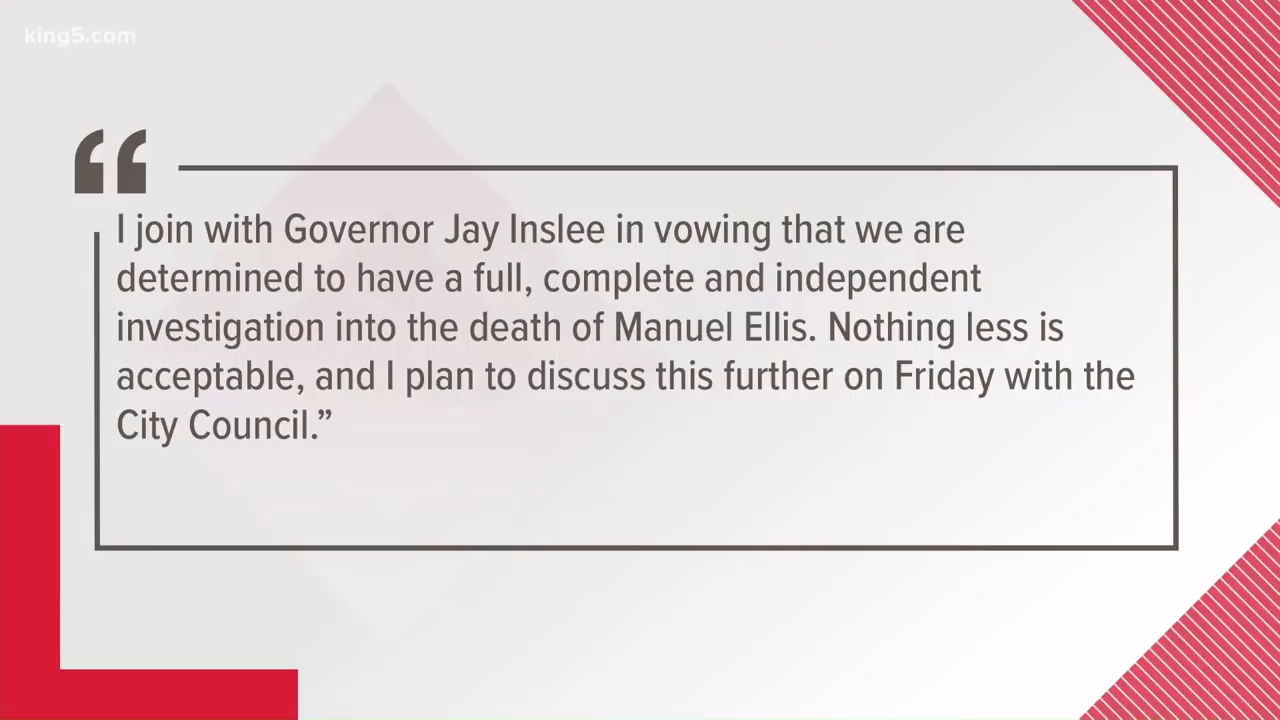 king5.com
“
I join with Governor Jay Inslee in vowing that we are
determined to have a full, complete and independent
investigation into the death of Manuel Ellis. Nothing less is
acceptable, and I plan to discuss this further on Friday with the
City Council.”